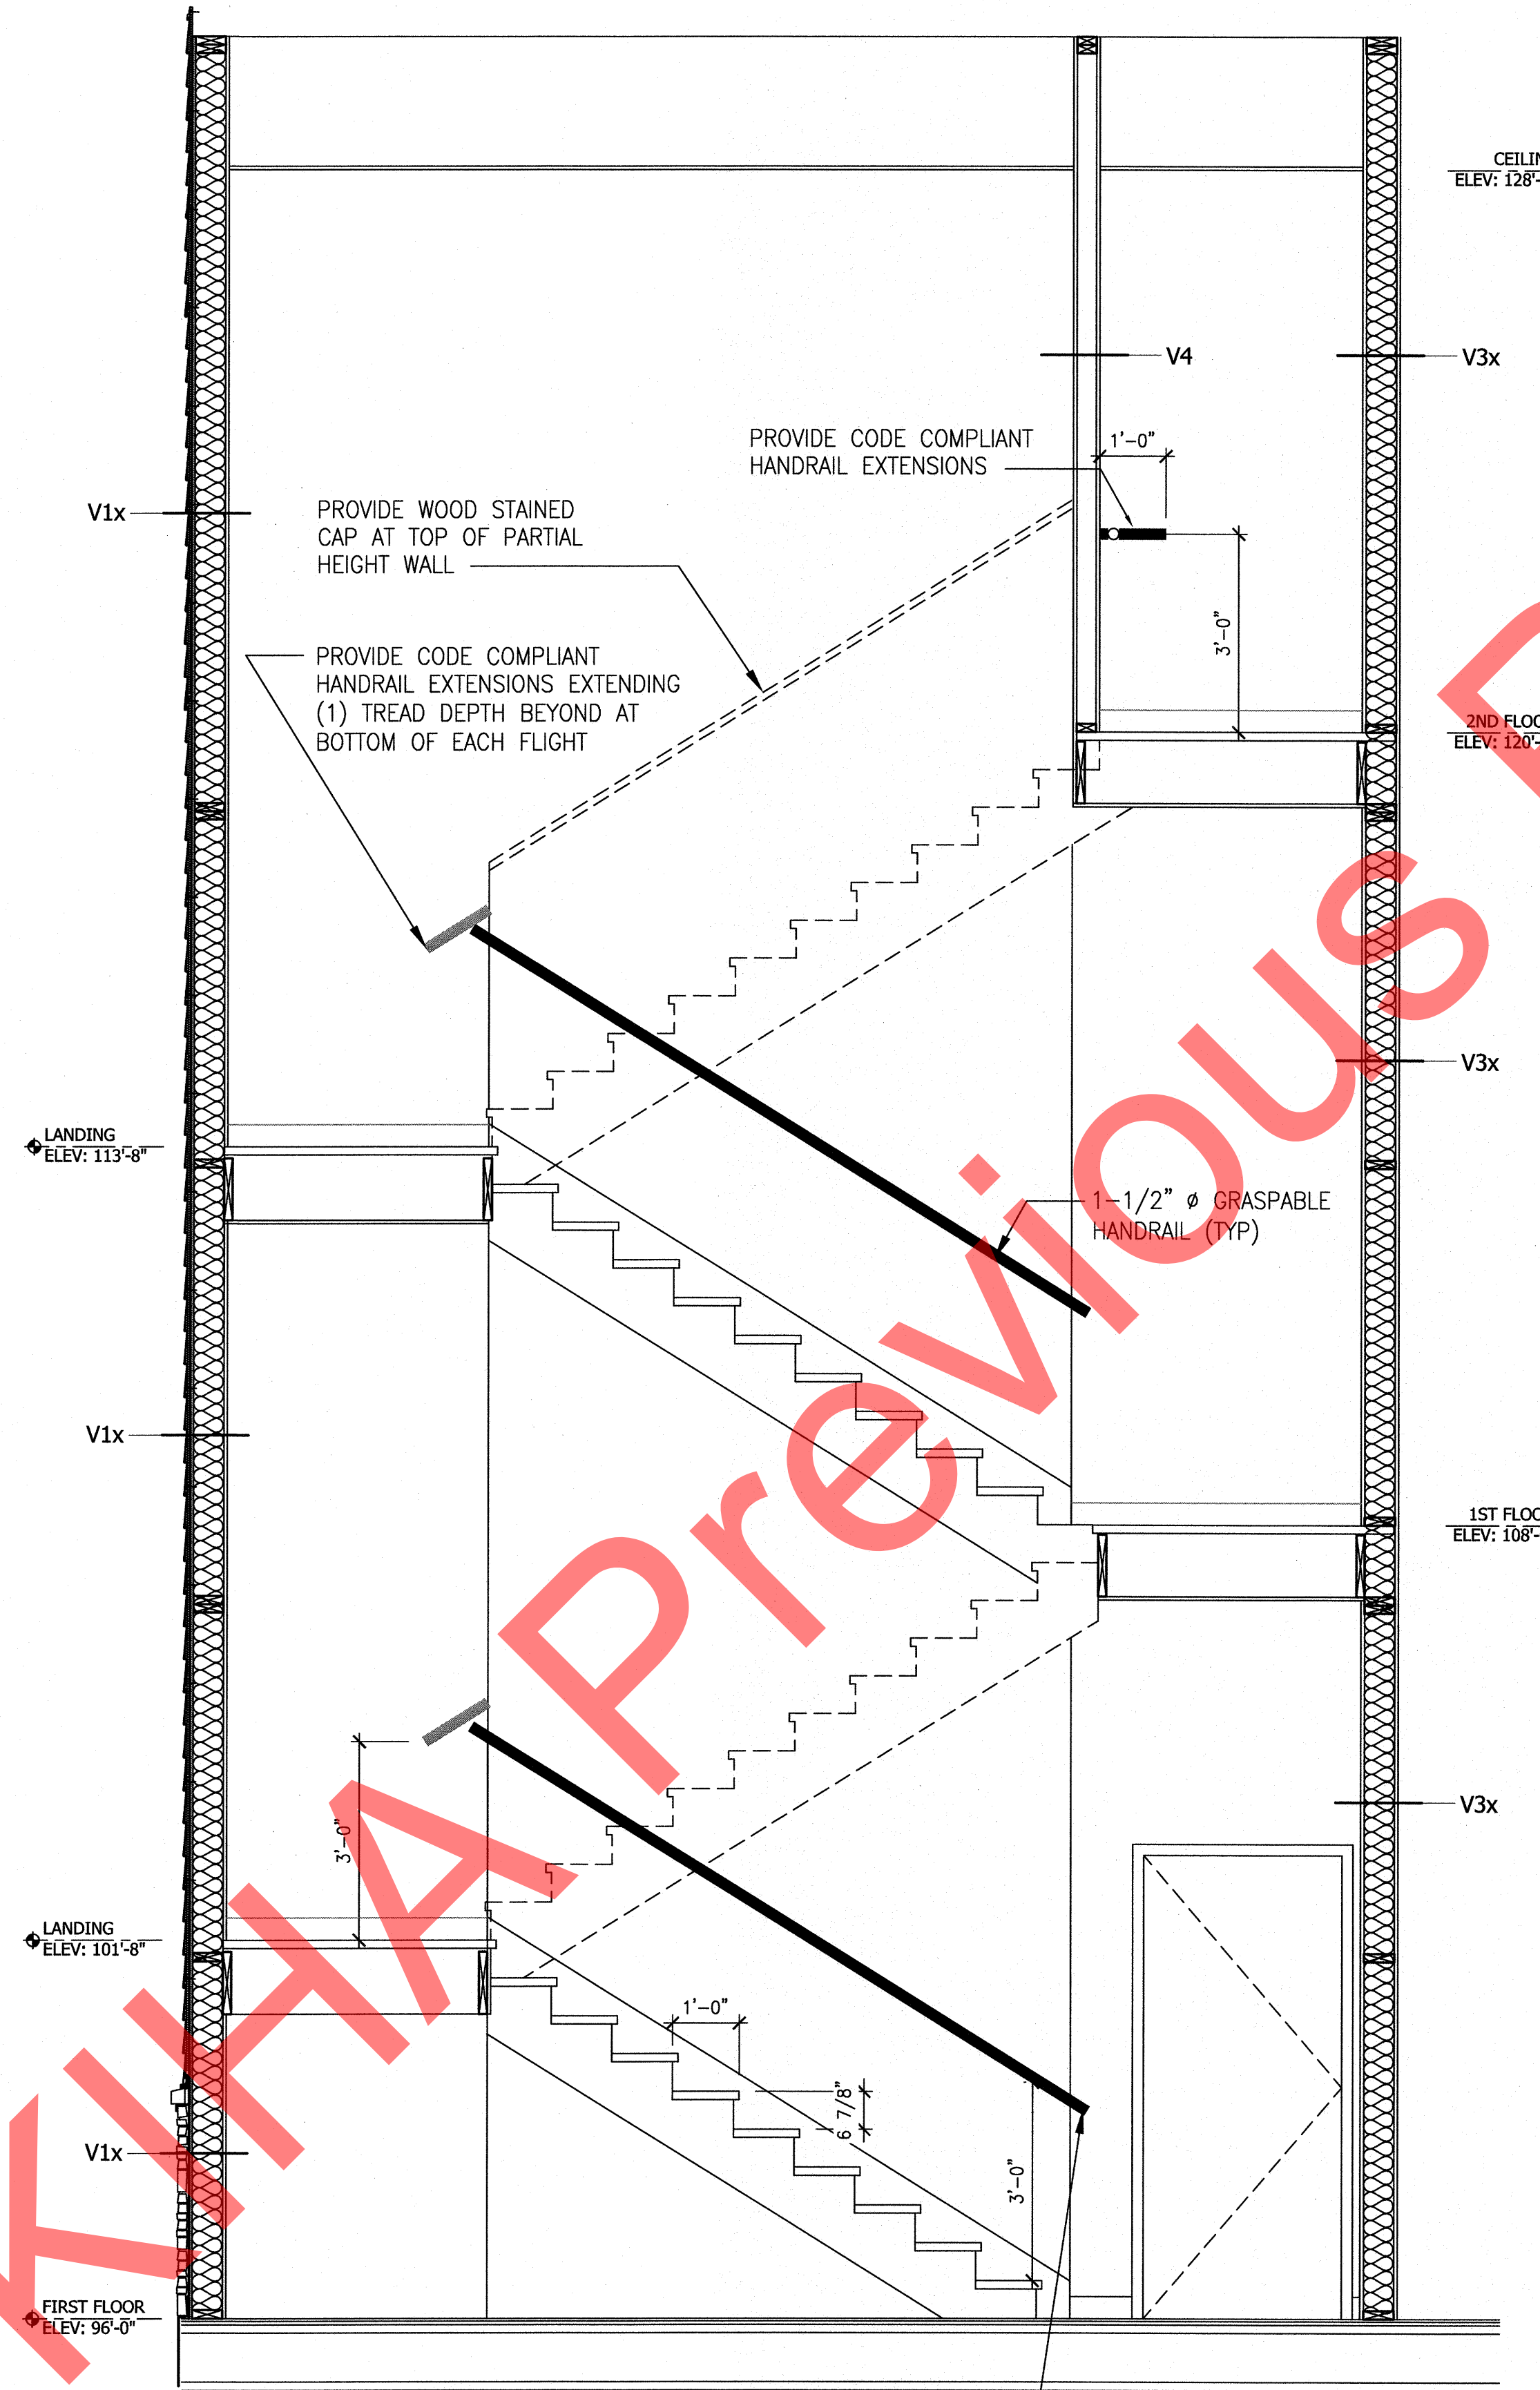 CEILIN
ELEV: 128'-
V4
V3x
PROVIDE CODE COMPLIANT
HANDRAIL EXTENSIONS
1'-0"
V1x
PROVIDE WOOD STAINED
CAP AT TOP OF PARTIAL
HEIGHT WALL
3'-0"
PROVIDE CODE COMPLIANT
HANDRAIL EXTENSIONS EXTENDING
(1) TREAD DEPTH BEYOND AT
BOTTOM OF EACH FLIGHT
2ND FLOO
ELEV: 120'-
V3x
LANDING
ELEV: 113'-8"
1-1/2" ø GRASPABLE
HANDRAIL (TYP)
V1x
1ST FLOO
ELEV: 108'-
V3x
3'-0"
LANDING
ELEV: 101'-8"
1'-0"
6 7/8"
3'-0"
V1x
FIRST FLOOR
ELEV: 96'-0"
KHA Previous